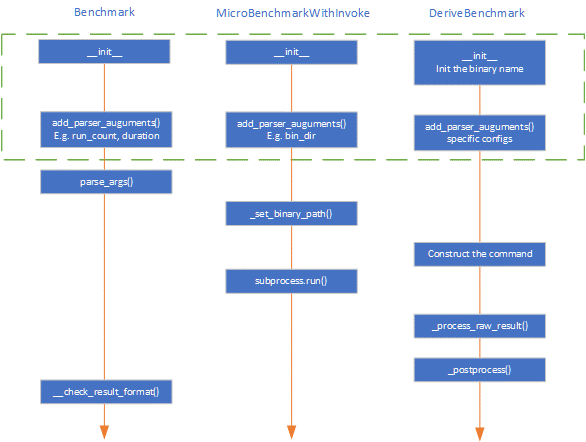 Benchmark
MicroBenchmarkWithInvoke
DeriveBenchmark
__init__
__init__
__init__
Init the binary name
add_parser_auguments()
E.g. run_count, duration
add_parser_auguments()
E.g. bin_dir
add_parser_auguments()
specific configs
parse_args()
_set_binary_path()
Construct the command
subprocess.run()
_process_raw_result()
_postprocess()
__check_result_format()